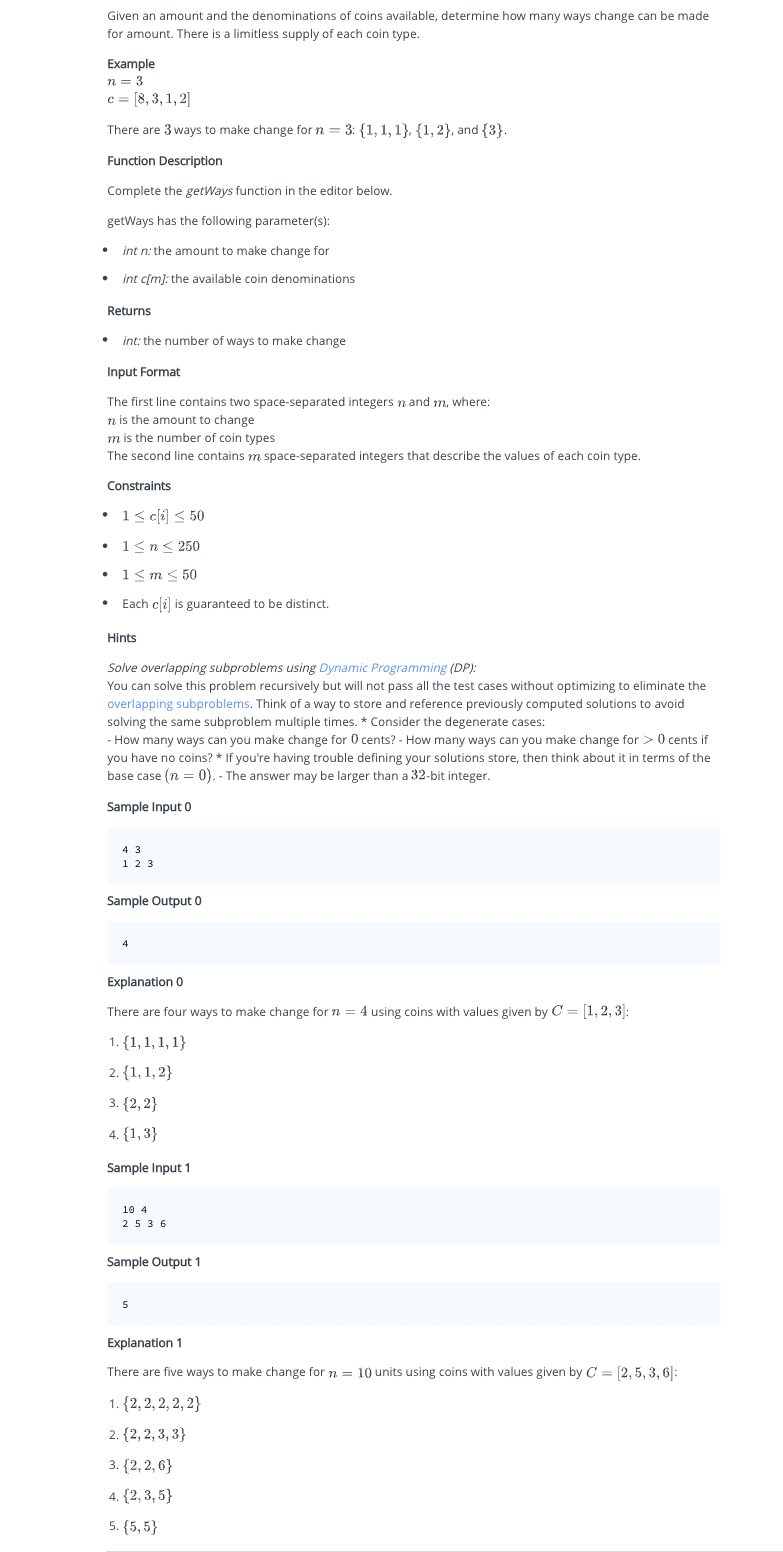 Given an amount and the denominations of coins available, determine how many ways change can be made
for amount. There is a limitless supply of each coin type.
Example
n = 3
c = [8, 3, 1, 2]
There are 3 ways to make change for n = 3: {1, 1, 1}, {1, 2}, and {3}.
Function Description
Complete the getWays function in the editor below.
getWays has the following parameter(s):
• int n: the amount to make change for
• int c[m]: the available coin denominations
Returns
• int: the number of ways to make change
Input Format
The first line contains two space-separated integers n and m, where:
n is the amount to change
m is the number of coin types
The second line contains m space-separated integers that describe the values of each coin type.
Constraints
• 1 ≤ c[i] ≤ 50
• 1 ≤ n ≤ 250
• 1 ≤ m ≤ 50
• Each c[i] is guaranteed to be distinct.
Hints
Solve overlapping subproblems using Dynamic Programming (DP):
You can solve this problem recursively but will not pass all the test cases without optimizing to eliminate the
overlapping subproblems. Think of a way to store and reference previously computed solutions to avoid
solving the same subproblem multiple times. * Consider the degenerate cases:
- How many ways can you make change for 0 cents? - How many ways can you make change for > 0 cents if
you have no coins? * If you're having trouble defining your solutions store, then think about it in terms of the
base case (n = 0). - The answer may be larger than a 32-bit integer.
Sample Input 0
4 3
1 2 3
Sample Output 0
4
Explanation 0
There are four ways to make change for n = 4 using coins with values given by C = [1, 2, 3]:
1. {1, 1, 1, 1}
2. {1, 1, 2}
3. {2, 2}
4. {1, 3}
Sample Input 1
10 4
2 5 3 6
Sample Output 1
5
Explanation 1
There are five ways to make change for n = 10 units using coins with values given by C = [2, 5, 3, 6]:
1. {2, 2, 2, 2, 2}
2. {2, 2, 3, 3}
3. {2, 2, 6}
4. {2, 3, 5}
5. {5, 5}